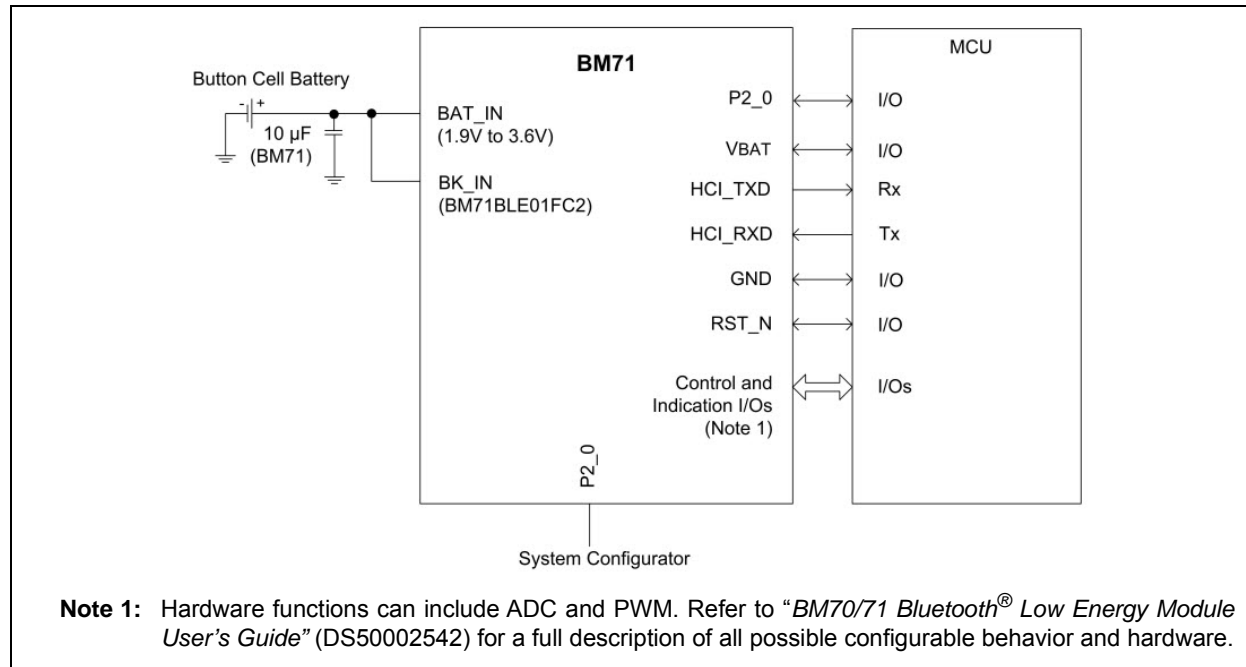 BM71
MCU
Button Cell Battery
- +
10 µF
(BM71)
BAT_IN
(1.9V to 3.6V)
BK_IN
(BM71BLE01FC2)
P2_0
I/O
VBAT
I/O
HCI_TXD
Rx
HCI_RXD
Tx
GND
I/O
RST_N
I/O
Control and
Indication I/Os
(Note 1)
I/Os
P2_0
System Configurator
Note 1: Hardware functions can include ADC and PWM. Refer to “BM70/71 Bluetooth® Low Energy Module
User's Guide” (DS50002542) for a full description of all possible configurable behavior and hardware.